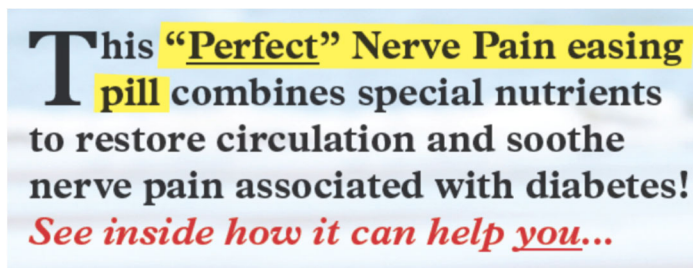 This “Perfect” Nerve Pain easing
pill combines special nutrients
to restore circulation and soothe
nerve pain associated with diabetes!
See inside how it can help you...